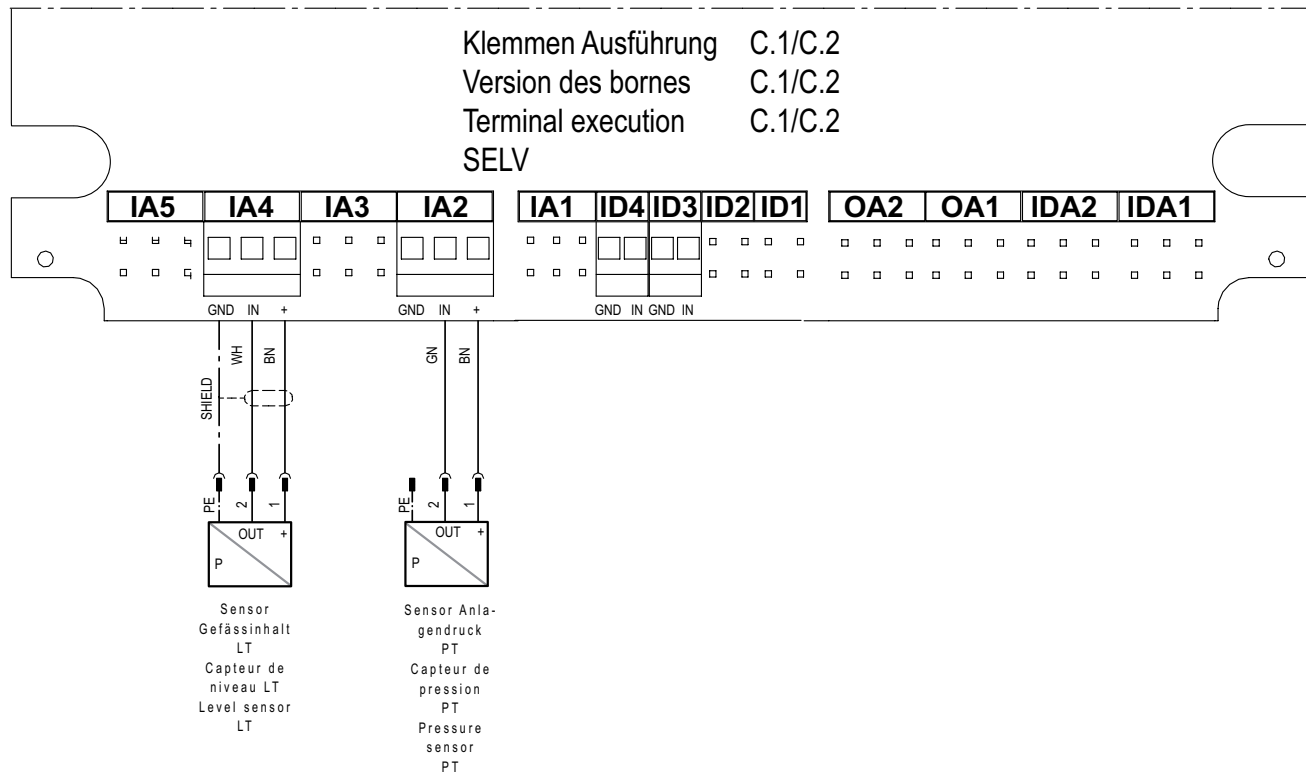 Klemmen Ausführung C.1/C.2
Version des bornes C.1/C.2
Terminal execution C.1/C.2
SELV
IA5 IA4 IA3 IA2 IA1 ID4 ID3 ID2 ID1 OA2 OA1 IDA2 IDA1
GND IN + GND IN + GND IN GND IN
SHIELD WH BN GN BN
PE 2 1 PE 2 1
OUT + OUT +
P P
Sensor
Gefässinhalt
LT
Capteur de
niveau LT
Level sensor
LT
Sensor Anla-
gendruck
PT
Capteur de
pression
PT
Pressure
sensor
PT